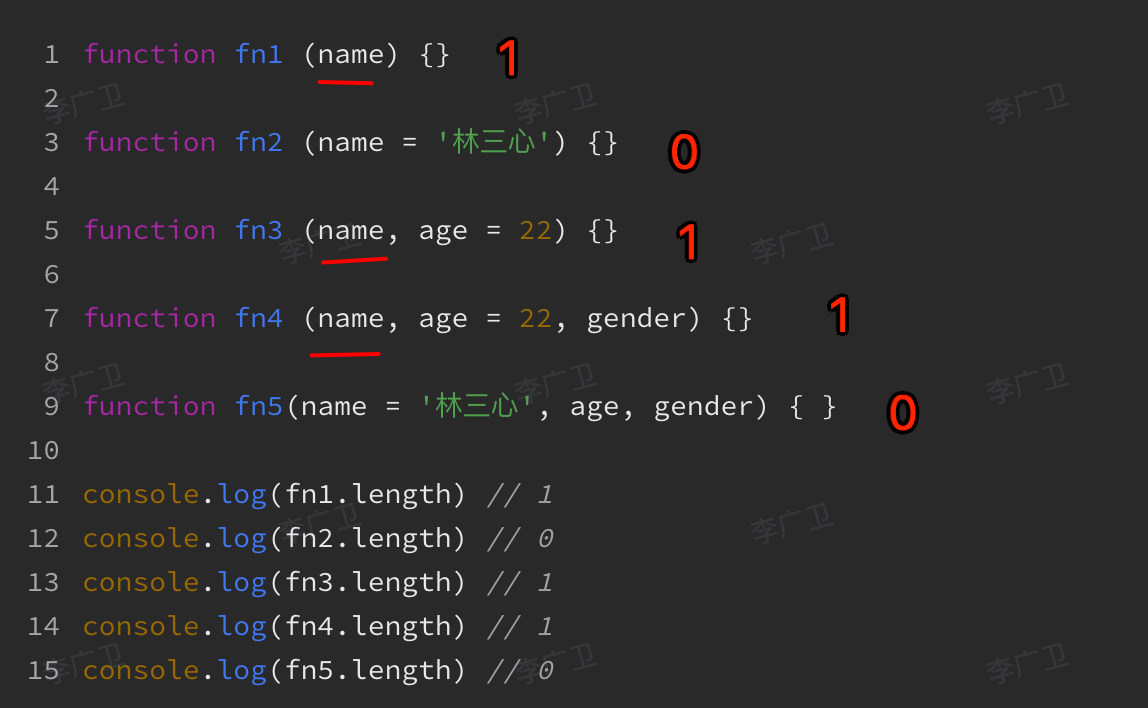 1 function fn1 (name) {} 1
2
3 function fn2 (name = '林三心') {} 0
4
5 function fn3 (name, age = 22) {} 1
6
7 function fn4 (name, age = 22, gender) {} 1
8
9 function fn5(name = '林三心', age, gender) { } 0
10
11 console.log(fn1.length) // 1
12 console.log(fn2.length) // 0
13 console.log(fn3.length) // 1
14 console.log(fn4.length) // 1
15 console.log(fn5.length) // 0
李广卫 李广卫 李广卫
李广卫 李广卫
李广卫 李广卫 李广卫
李广卫 李广卫
李广卫 李广卫 李广卫